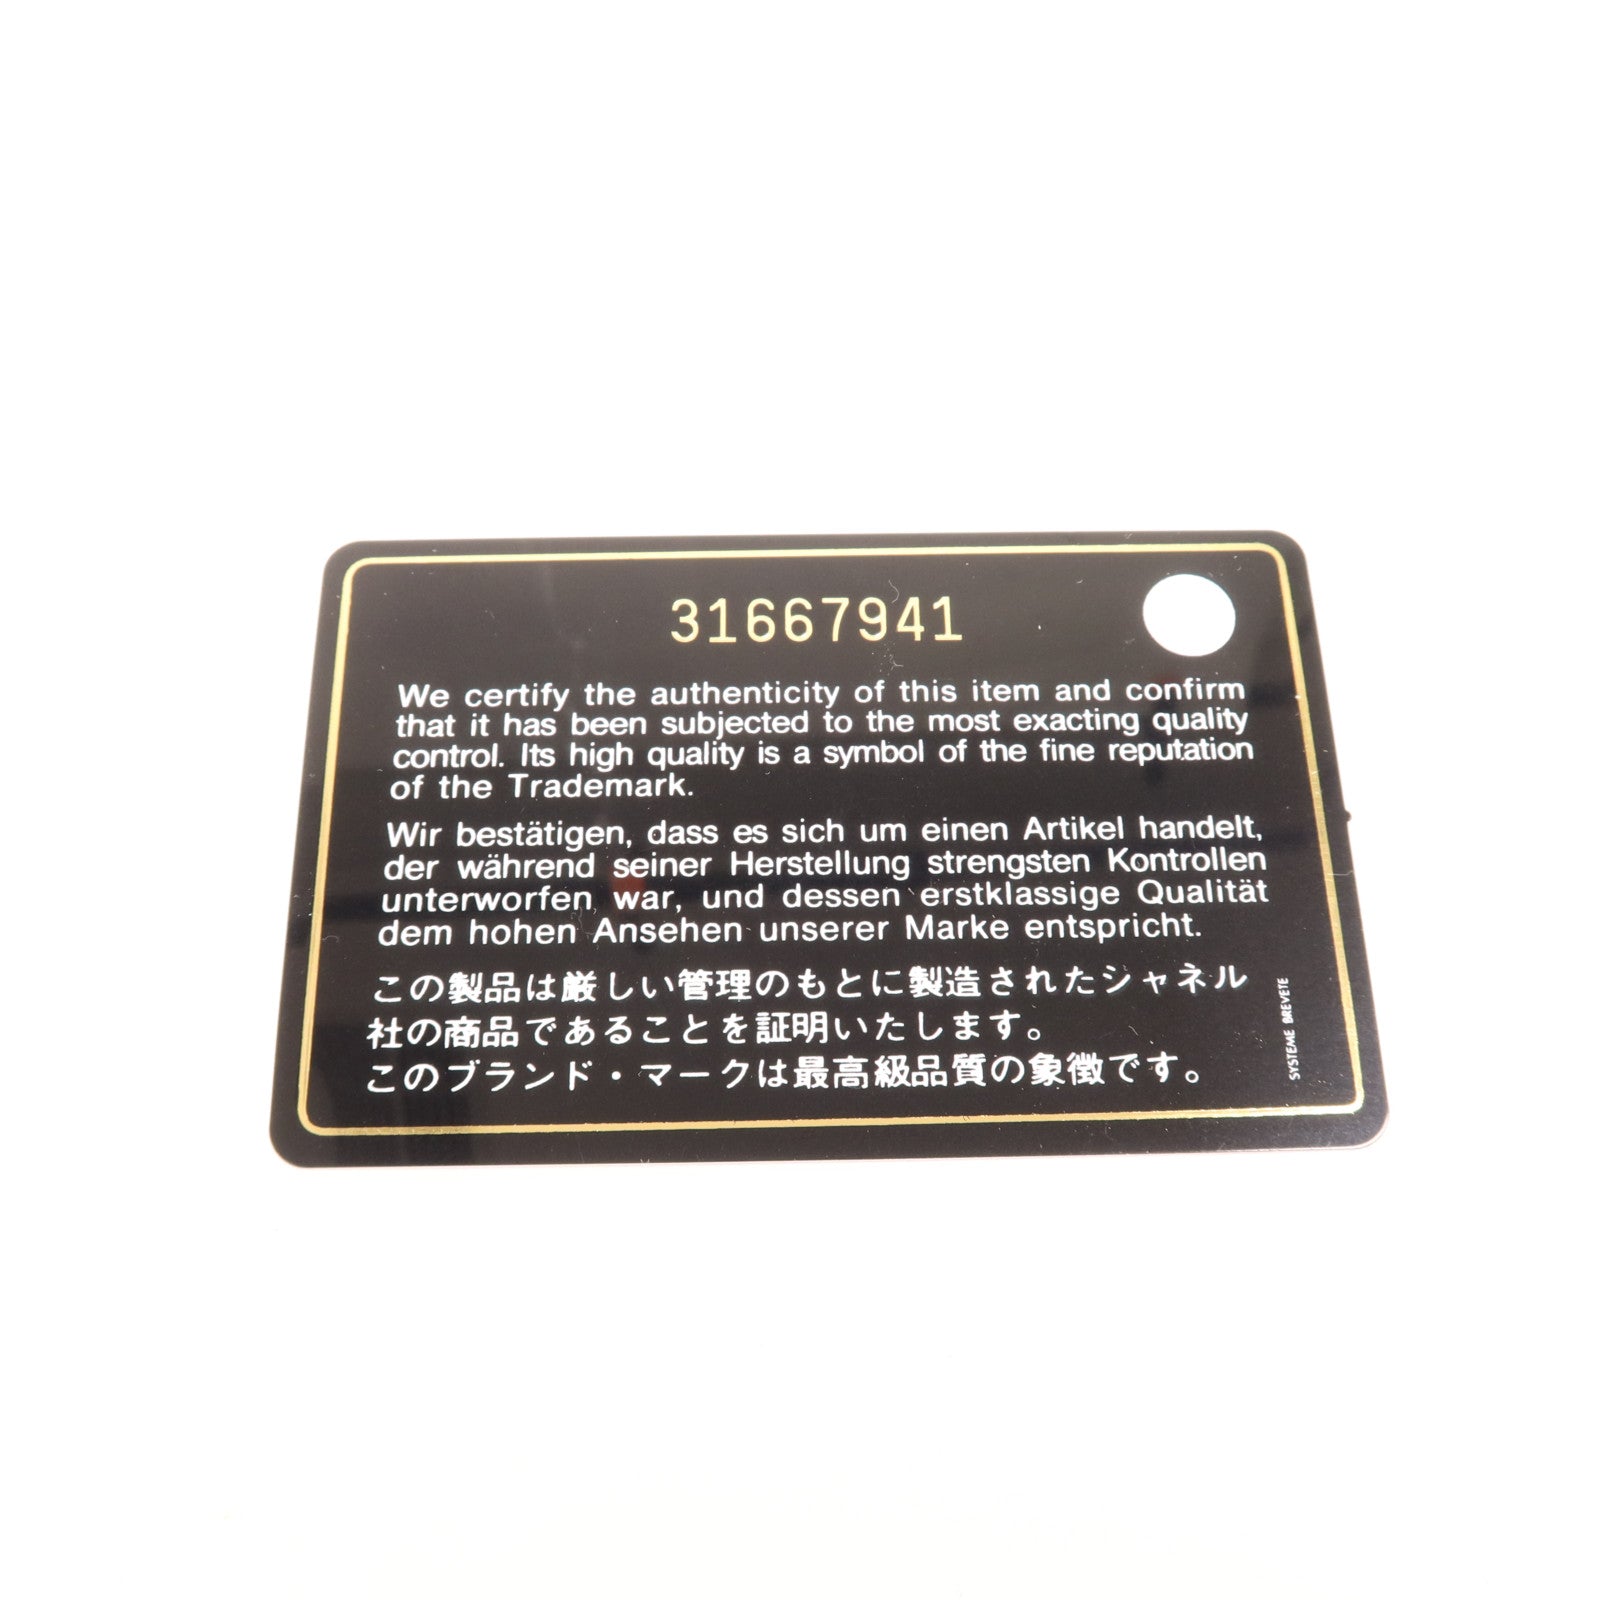 31667941
We certify the authenticity of this item and confirm
that it has been subjected to the most exacting quality
control. Its high quality is a symbol of the fine reputation
of the Trademark.
Wir bestätigen, dass es sich um einen Artikel handelt,
der während seiner Herstellung strengsten Kontrollen
unterworfen war, und dessen erstklassige Qualität
dem hohen Ansehen unserer Marke entspricht.
この製品は厳しい管理のもとに製造されたシャネル
社の商品であることを証明いたします。
このブランド・マークは最高級品質の象徴です。
SYSTEME BREVETE